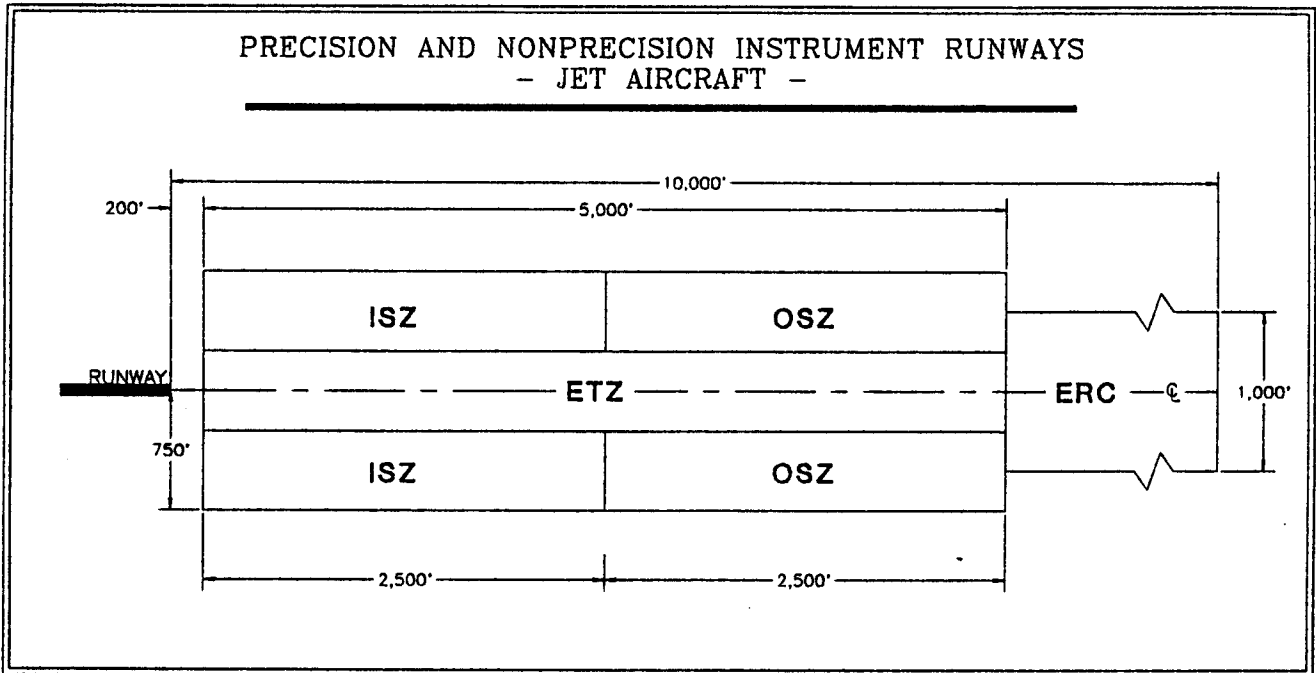 PRECISION AND NONPRECISION INSTRUMENT RUNWAYS
- JET AIRCRAFT -
10,000'
200'
5,000'
ISZ
OSZ
RUNWAY
ETZ
ERC
℄
1,000'
750'
ISZ
OSZ
2,500'
2,500'